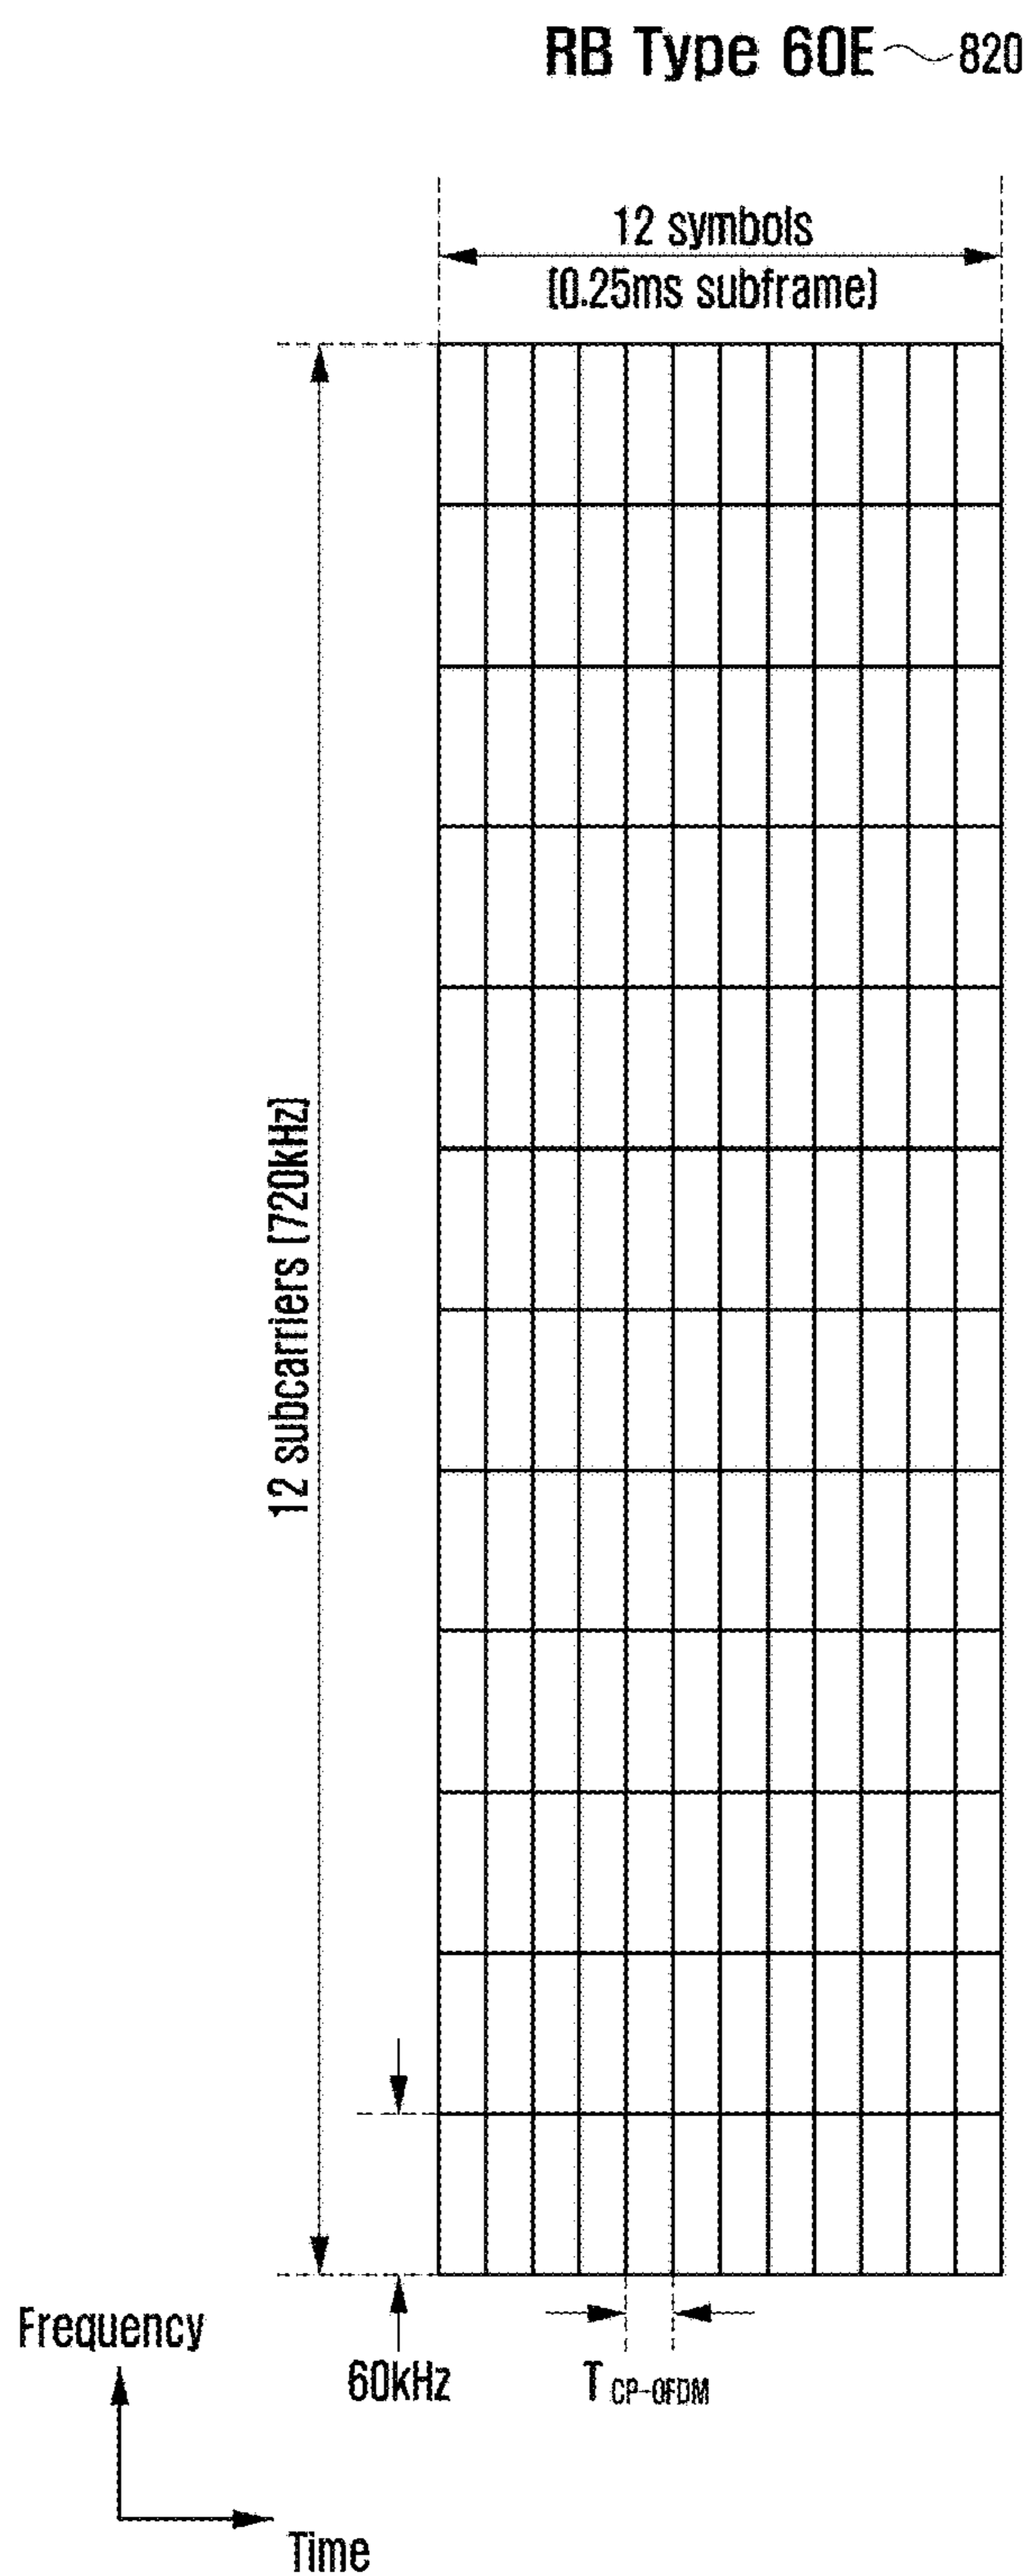 RB Type 60E 820
12 symbols
(0.25ms subframe)
12 subcarriers (720kHz)
Frequency
60kHz
T CP-OFDM
Time